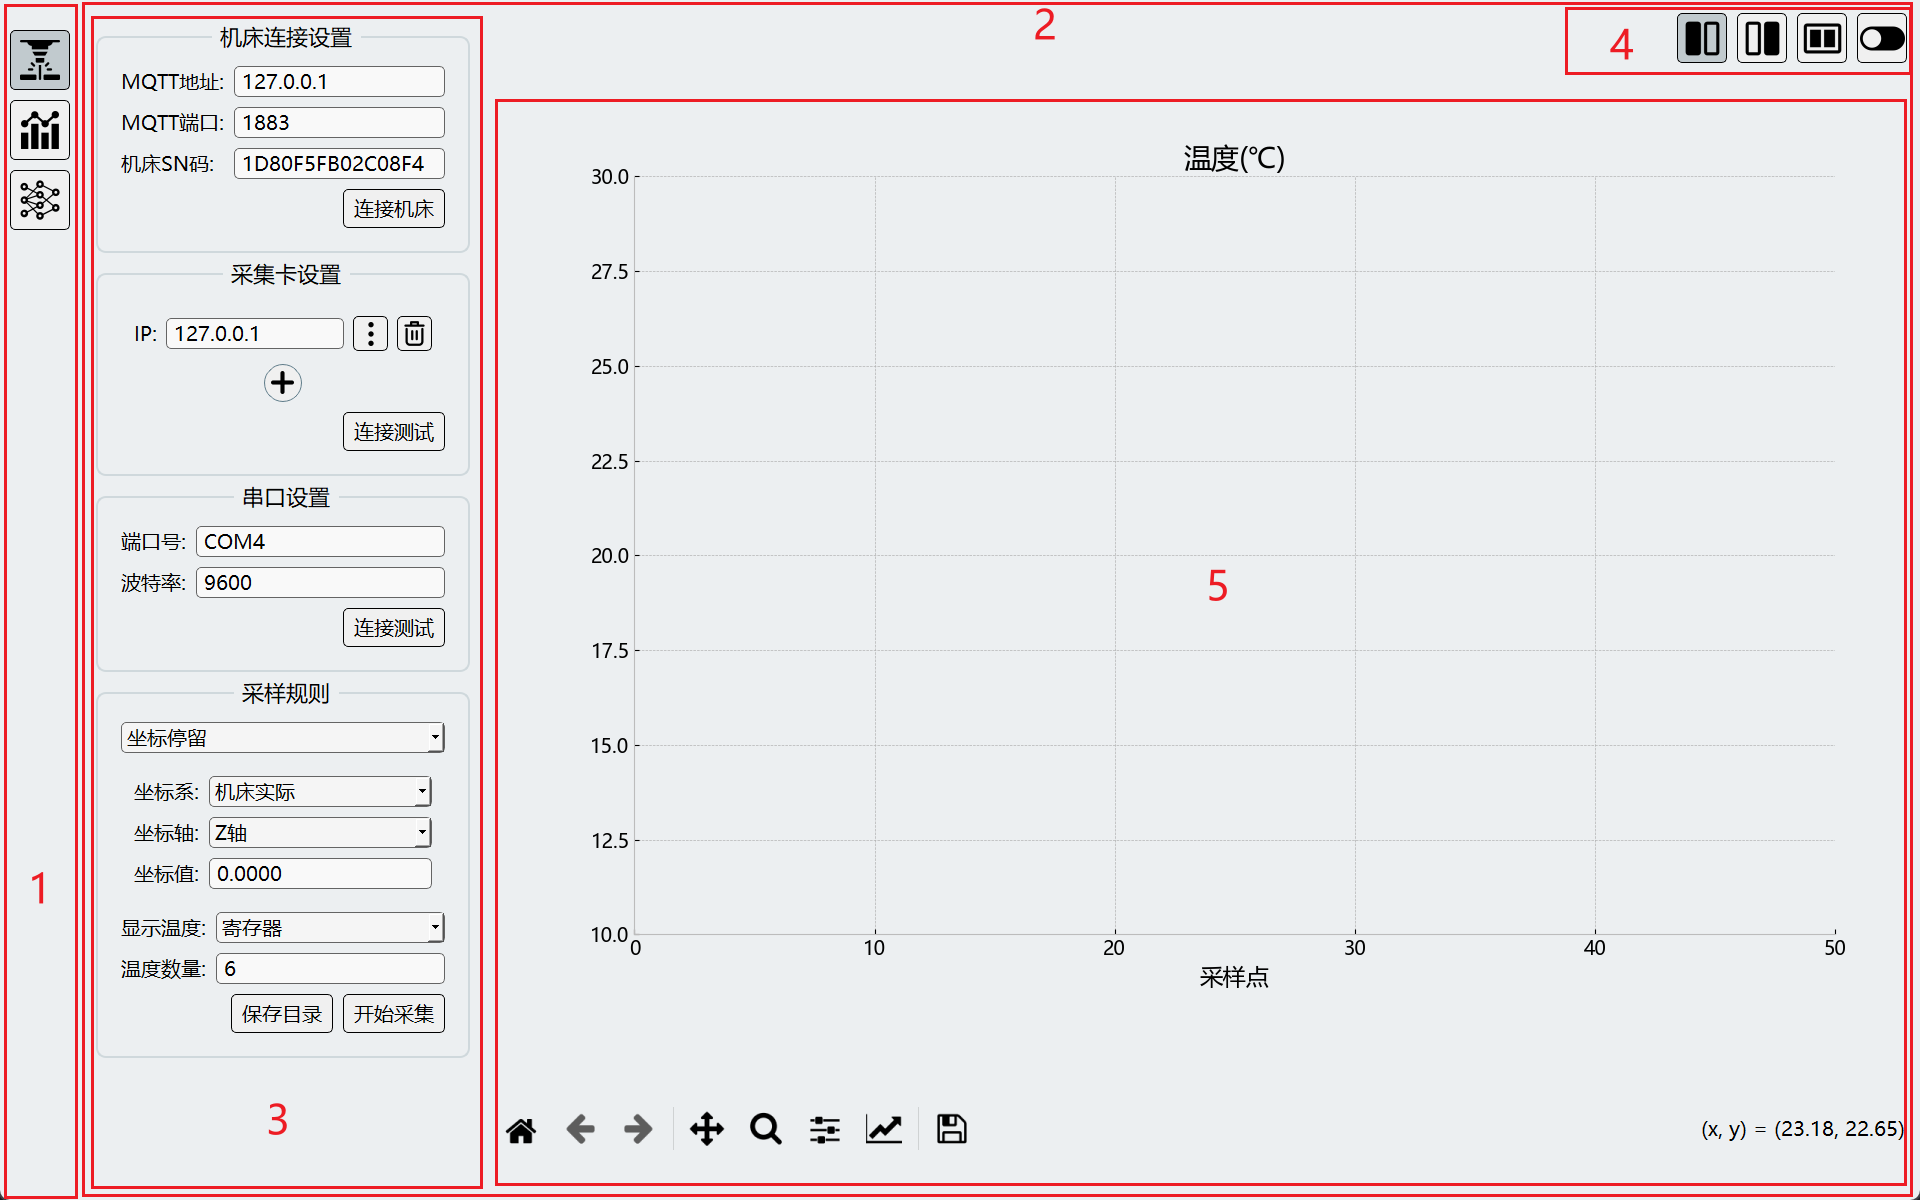 2
4
机床连接设置
MQTT地址: 127.0.0.1
MQTT端口: 1883
机床SN码: 1D80F5FB02C08F4
连接机床
采集卡设置
IP: 127.0.0.1
连接测试
串口设置
端口号: COM4
波特率: 9600
连接测试
采样规则
坐标停留
坐标系: 机床实际
坐标轴: Z轴
坐标值: 0.0000
显示温度: 寄存器
温度数量: 6
保存目录 开始采集
1
3
温度(℃)
30.0
27.5
25.0
22.5
20.0
17.5
15.0
12.5
10.0
0 10 20 30 40 50
采样点
5
(x, y) = (23.18, 22.65)